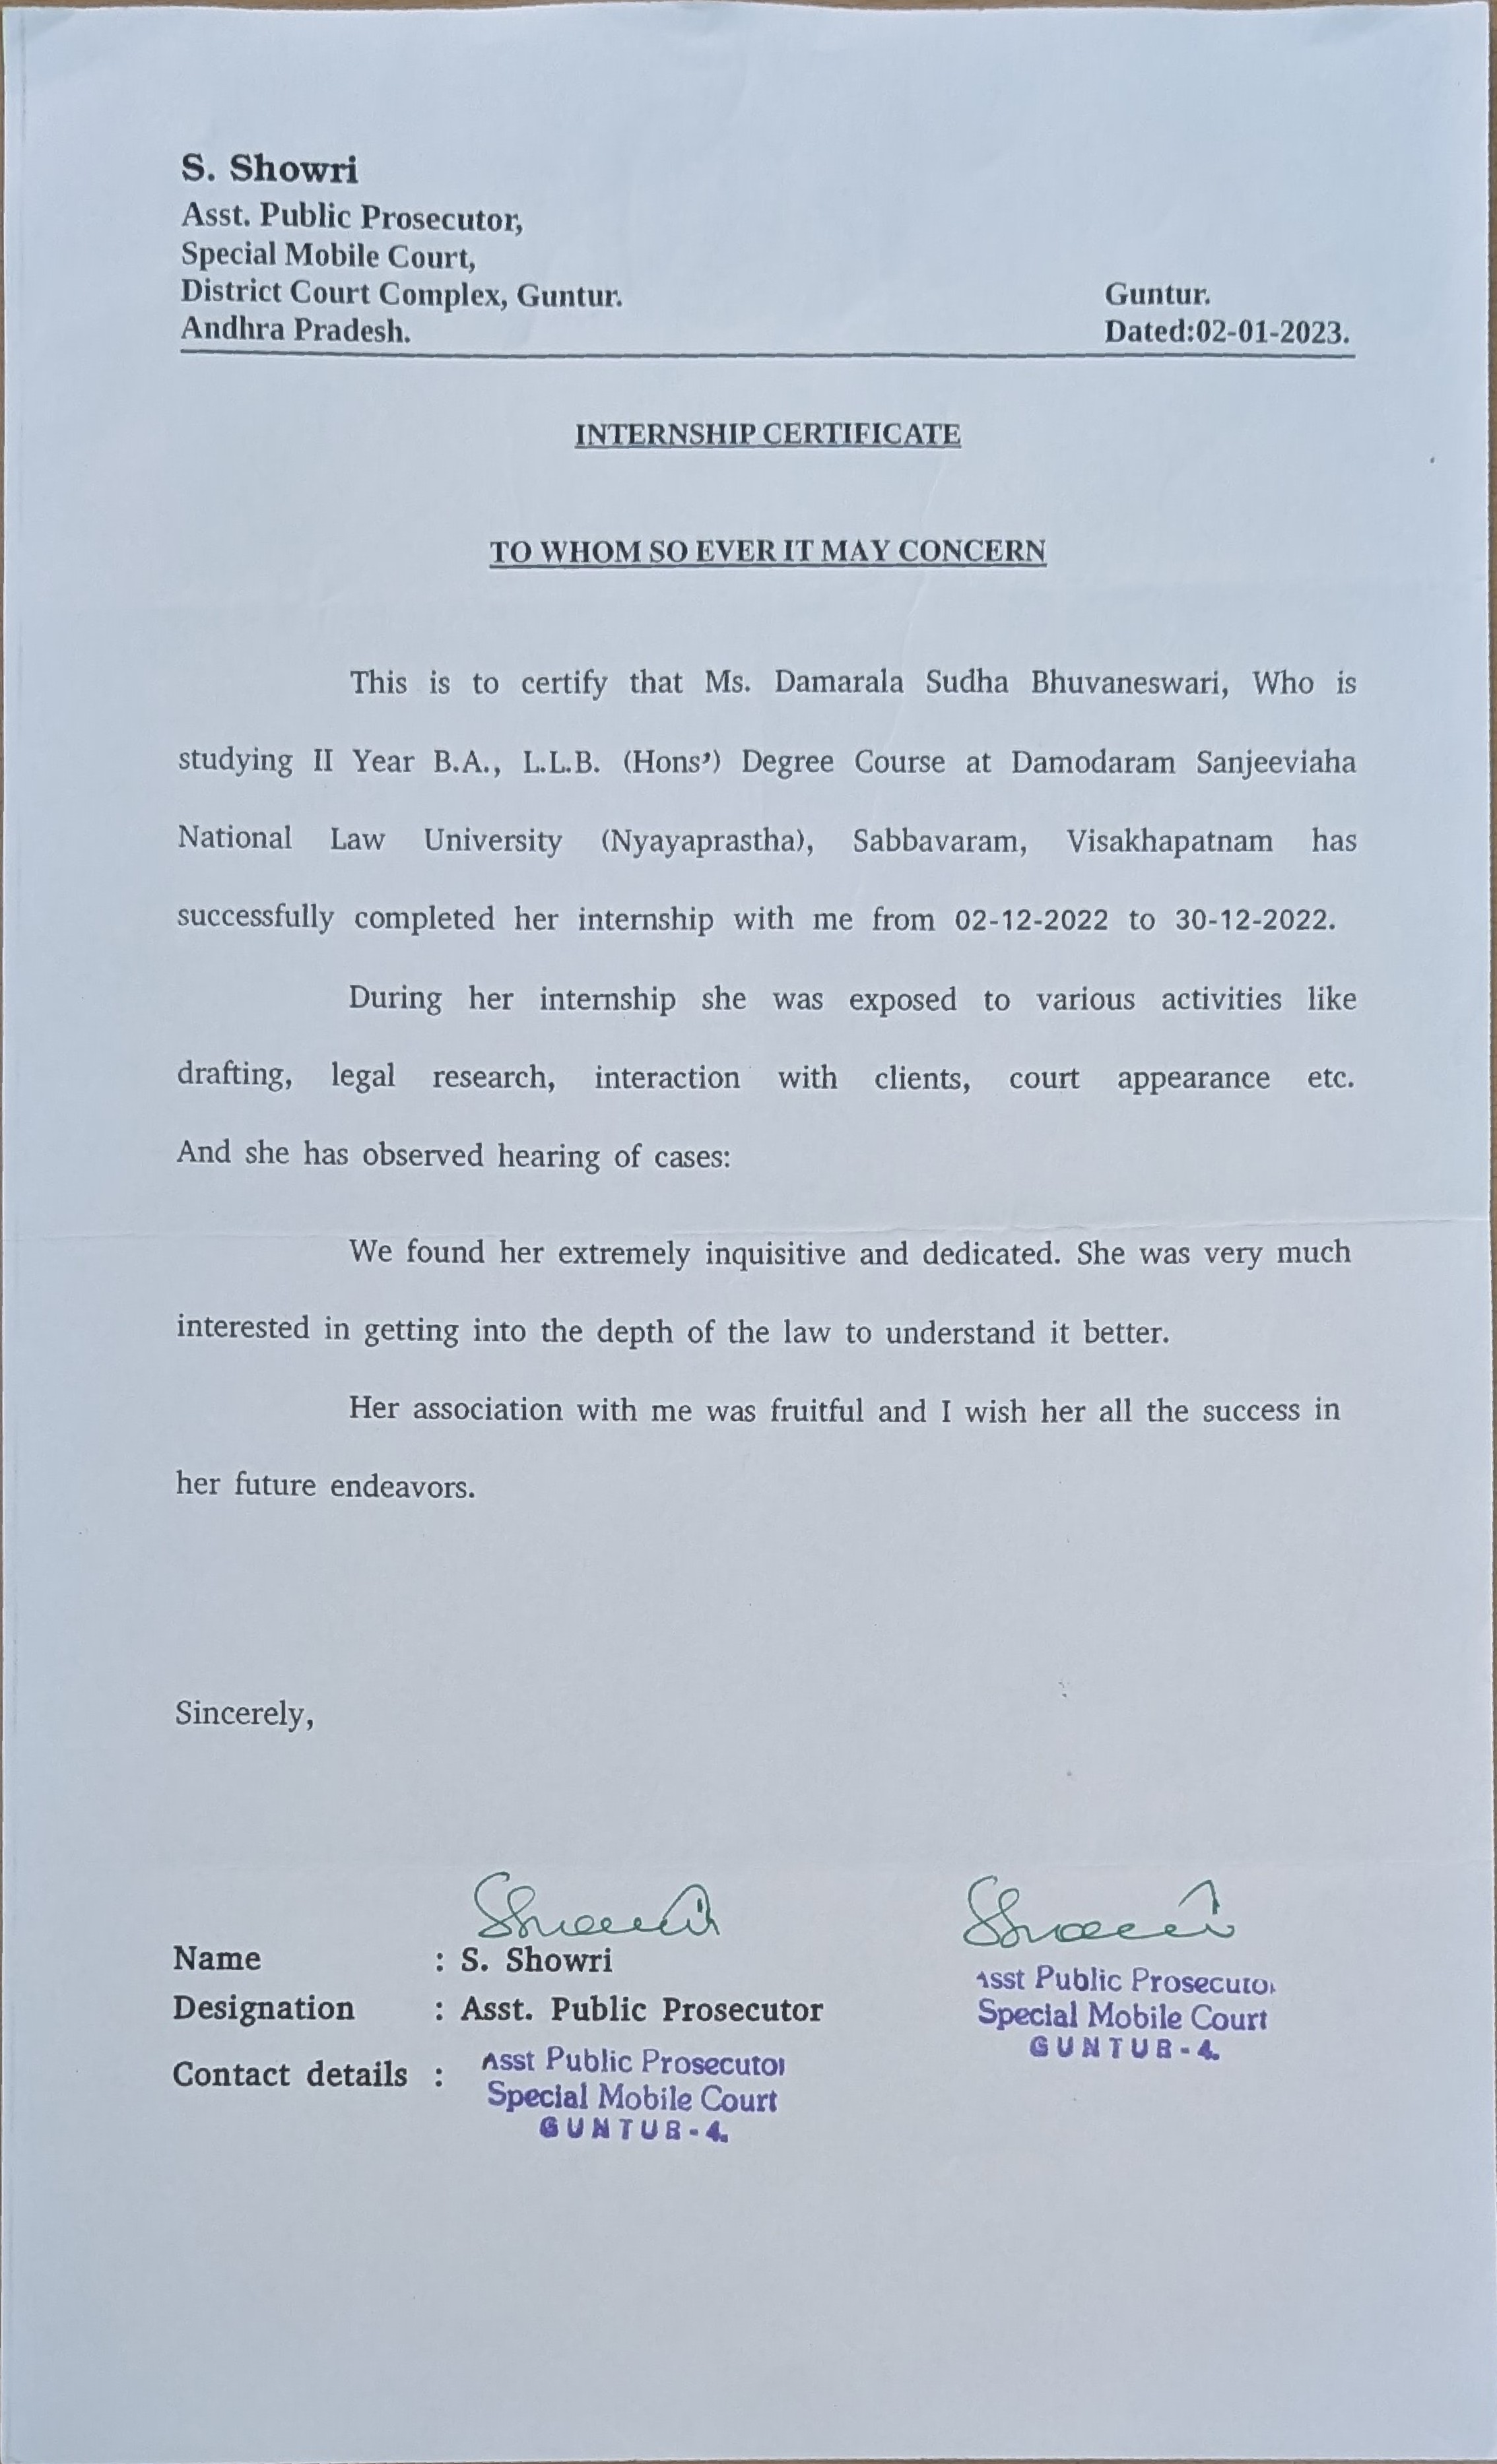 S. Showri
Asst. Public Prosecutor,
Special Mobile Court,
District Court Complex, Guntur.
Andhra Pradesh.
Guntur.
Dated:02-01-2023.
INTERNSHIP CERTIFICATE
TO WHOM SO EVER IT MAY CONCERN
This is to certify that Ms. Damarala Sudha Bhuvaneswari, Who is
studying II Year B.A., L.L.B. (Hons’) Degree Course at Damodaram Sanjeeviaha
National Law University (Nyayaprastha), Sabbavaram, Visakhapatnam has
successfully completed her internship with me from 02-12-2022 to 30-12-2022.
During her internship she was exposed to various activities like
drafting, legal research, interaction with clients, court appearance etc.
And she has observed hearing of cases:
We found her extremely inquisitive and dedicated. She was very much
interested in getting into the depth of the law to understand it better.
Her association with me was fruitful and I wish her all the success in
her future endeavors.
Sincerely,
Name : S. Showri
Designation : Asst. Public Prosecutor
Contact details :
Asst Public Prosecutor
Special Mobile Court
GUNTUR-4.
Asst Public Prosecutor
Special Mobile Court
GUNTUR-4.